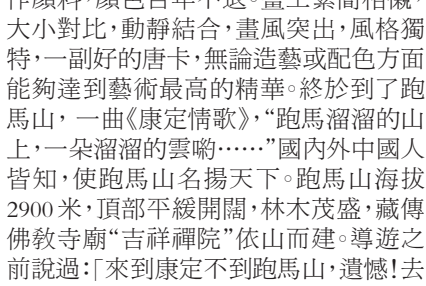 作顏料，顏色百年不退。畫上繁簡相襯，
大小對比，動靜結合，畫風突出，風格獨
特，一副好的唐卡，無論造藝或配色方面
能夠達到藝術最高的精華。終於到了跑
馬山，一曲《康定情歌》，“跑馬溜溜的山
上，一朵溜溜的雲喲……”國內外中國人
皆知，使跑馬山名揚天下。跑馬山海拔
2900米，頂部平緩開闊，林木茂盛，藏傳
佛教寺廟“吉祥禪院”依山而建。導遊之
前說過：「來到康定不到跑馬山，遺憾！去